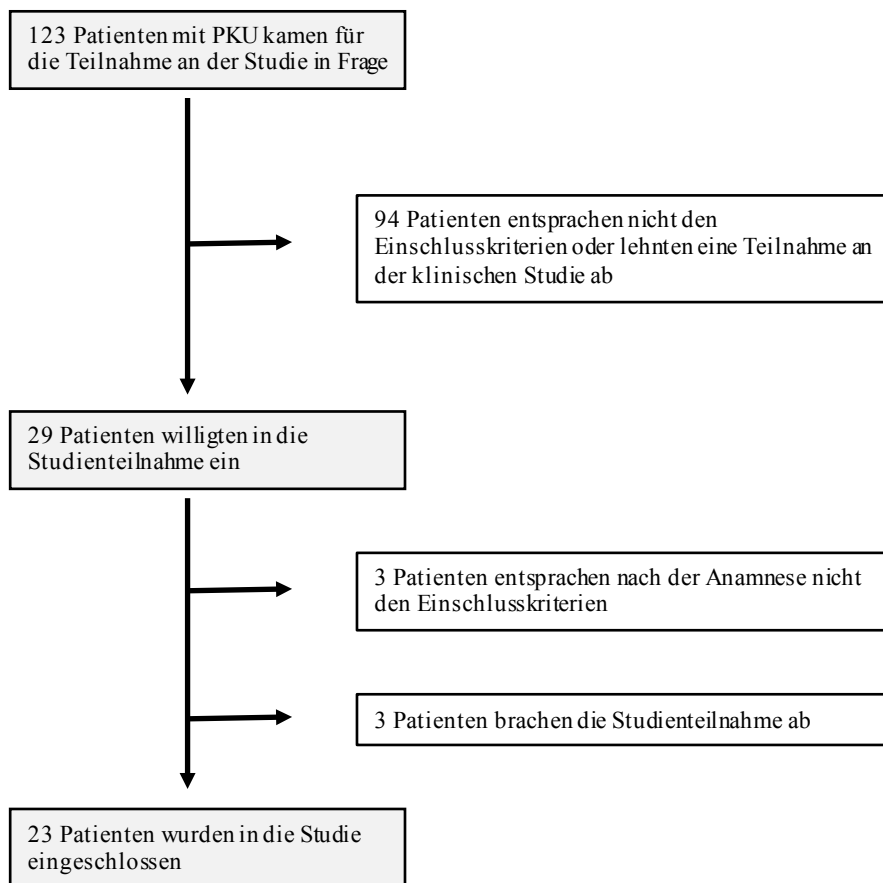 123 Patienten mit PKU kamen für
die Teilnahme an der Studie in Frage
94 Patienten entsprachen nicht den
Einschlusskriterien oder lehnten eine Teilnahme an
der klinischen Studie ab
29 Patienten willigten in die
Studienteilnahme ein
3 Patienten entsprachen nach der Anamnese nicht
den Einschlusskriterien
3 Patienten brachen die Studienteilnahme ab
23 Patienten wurden in die Studie
eingeschlossen